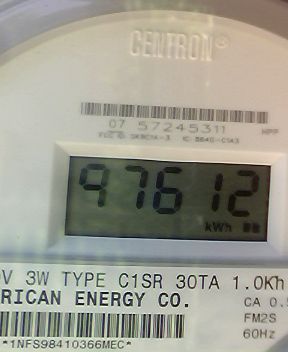 CENTRON®
07 57245311 HPP
97612
kWh
V 3W TYPE C1SR 30TA 1.0Kh
RICAN ENERGY CO.
CA 0.5
FM2S
60Hz
*1NFS98410366MEC*